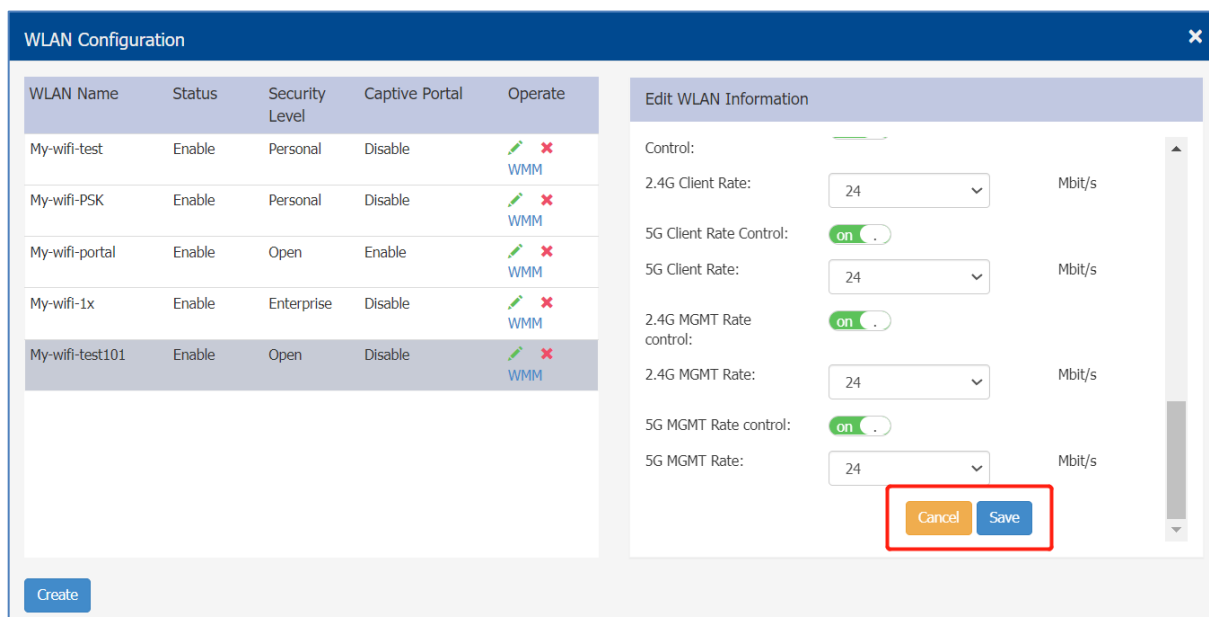 WLAN Configuration
WLAN Name Status Security Level Captive Portal Operate
My-wifi-test Enable Personal Disable
WMM
My-wifi-PSK Enable Personal Disable
WMM
My-wifi-portal Enable Open Enable
WMM
My-wifi-1x Enable Enterprise Disable
WMM
My-wifi-test101 Enable Open Disable
WMM
Create
Edit WLAN Information
Control:
2.4G Client Rate: 24 Mbit/s
5G Client Rate Control: on .
5G Client Rate: 24 Mbit/s
2.4G MGMT Rate
control: on .
2.4G MGMT Rate: 24 Mbit/s
5G MGMT Rate control: on .
5G MGMT Rate: 24 Mbit/s
Cancel Save